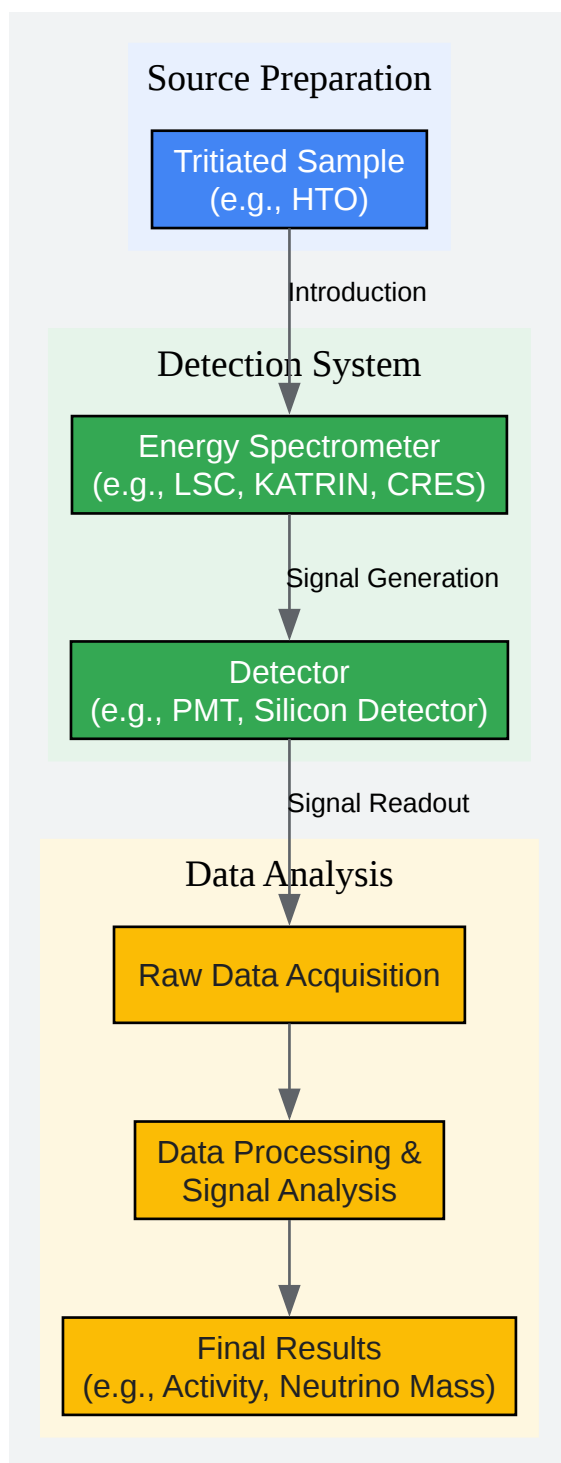 Source Preparation
Tritiated Sample
(e.g., HTO)
Introduction
Detection System
Energy Spectrometer
(e.g., LSC, KATRIN, CRES)
Signal Generation
Detector
(e.g., PMT, Silicon Detector)
Signal Readout
Data Analysis
Raw Data Acquisition
Data Processing &
Signal Analysis
Final Results
(e.g., Activity, Neutrino Mass)